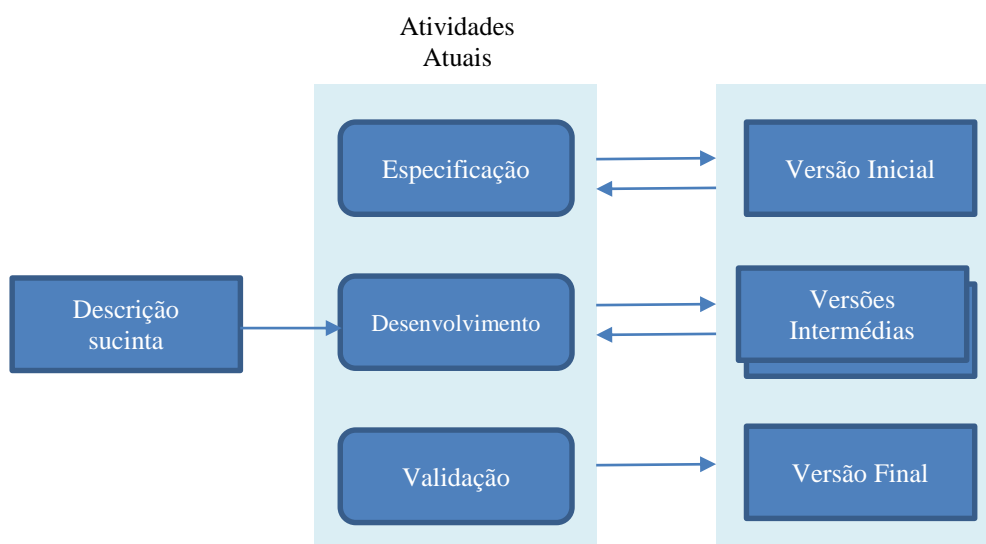 Atividades
Atuais
Especificação
Versão Inicial
Descrição
sucinta
Desenvolvimento
Versões
Intermédias
Validação
Versão Final